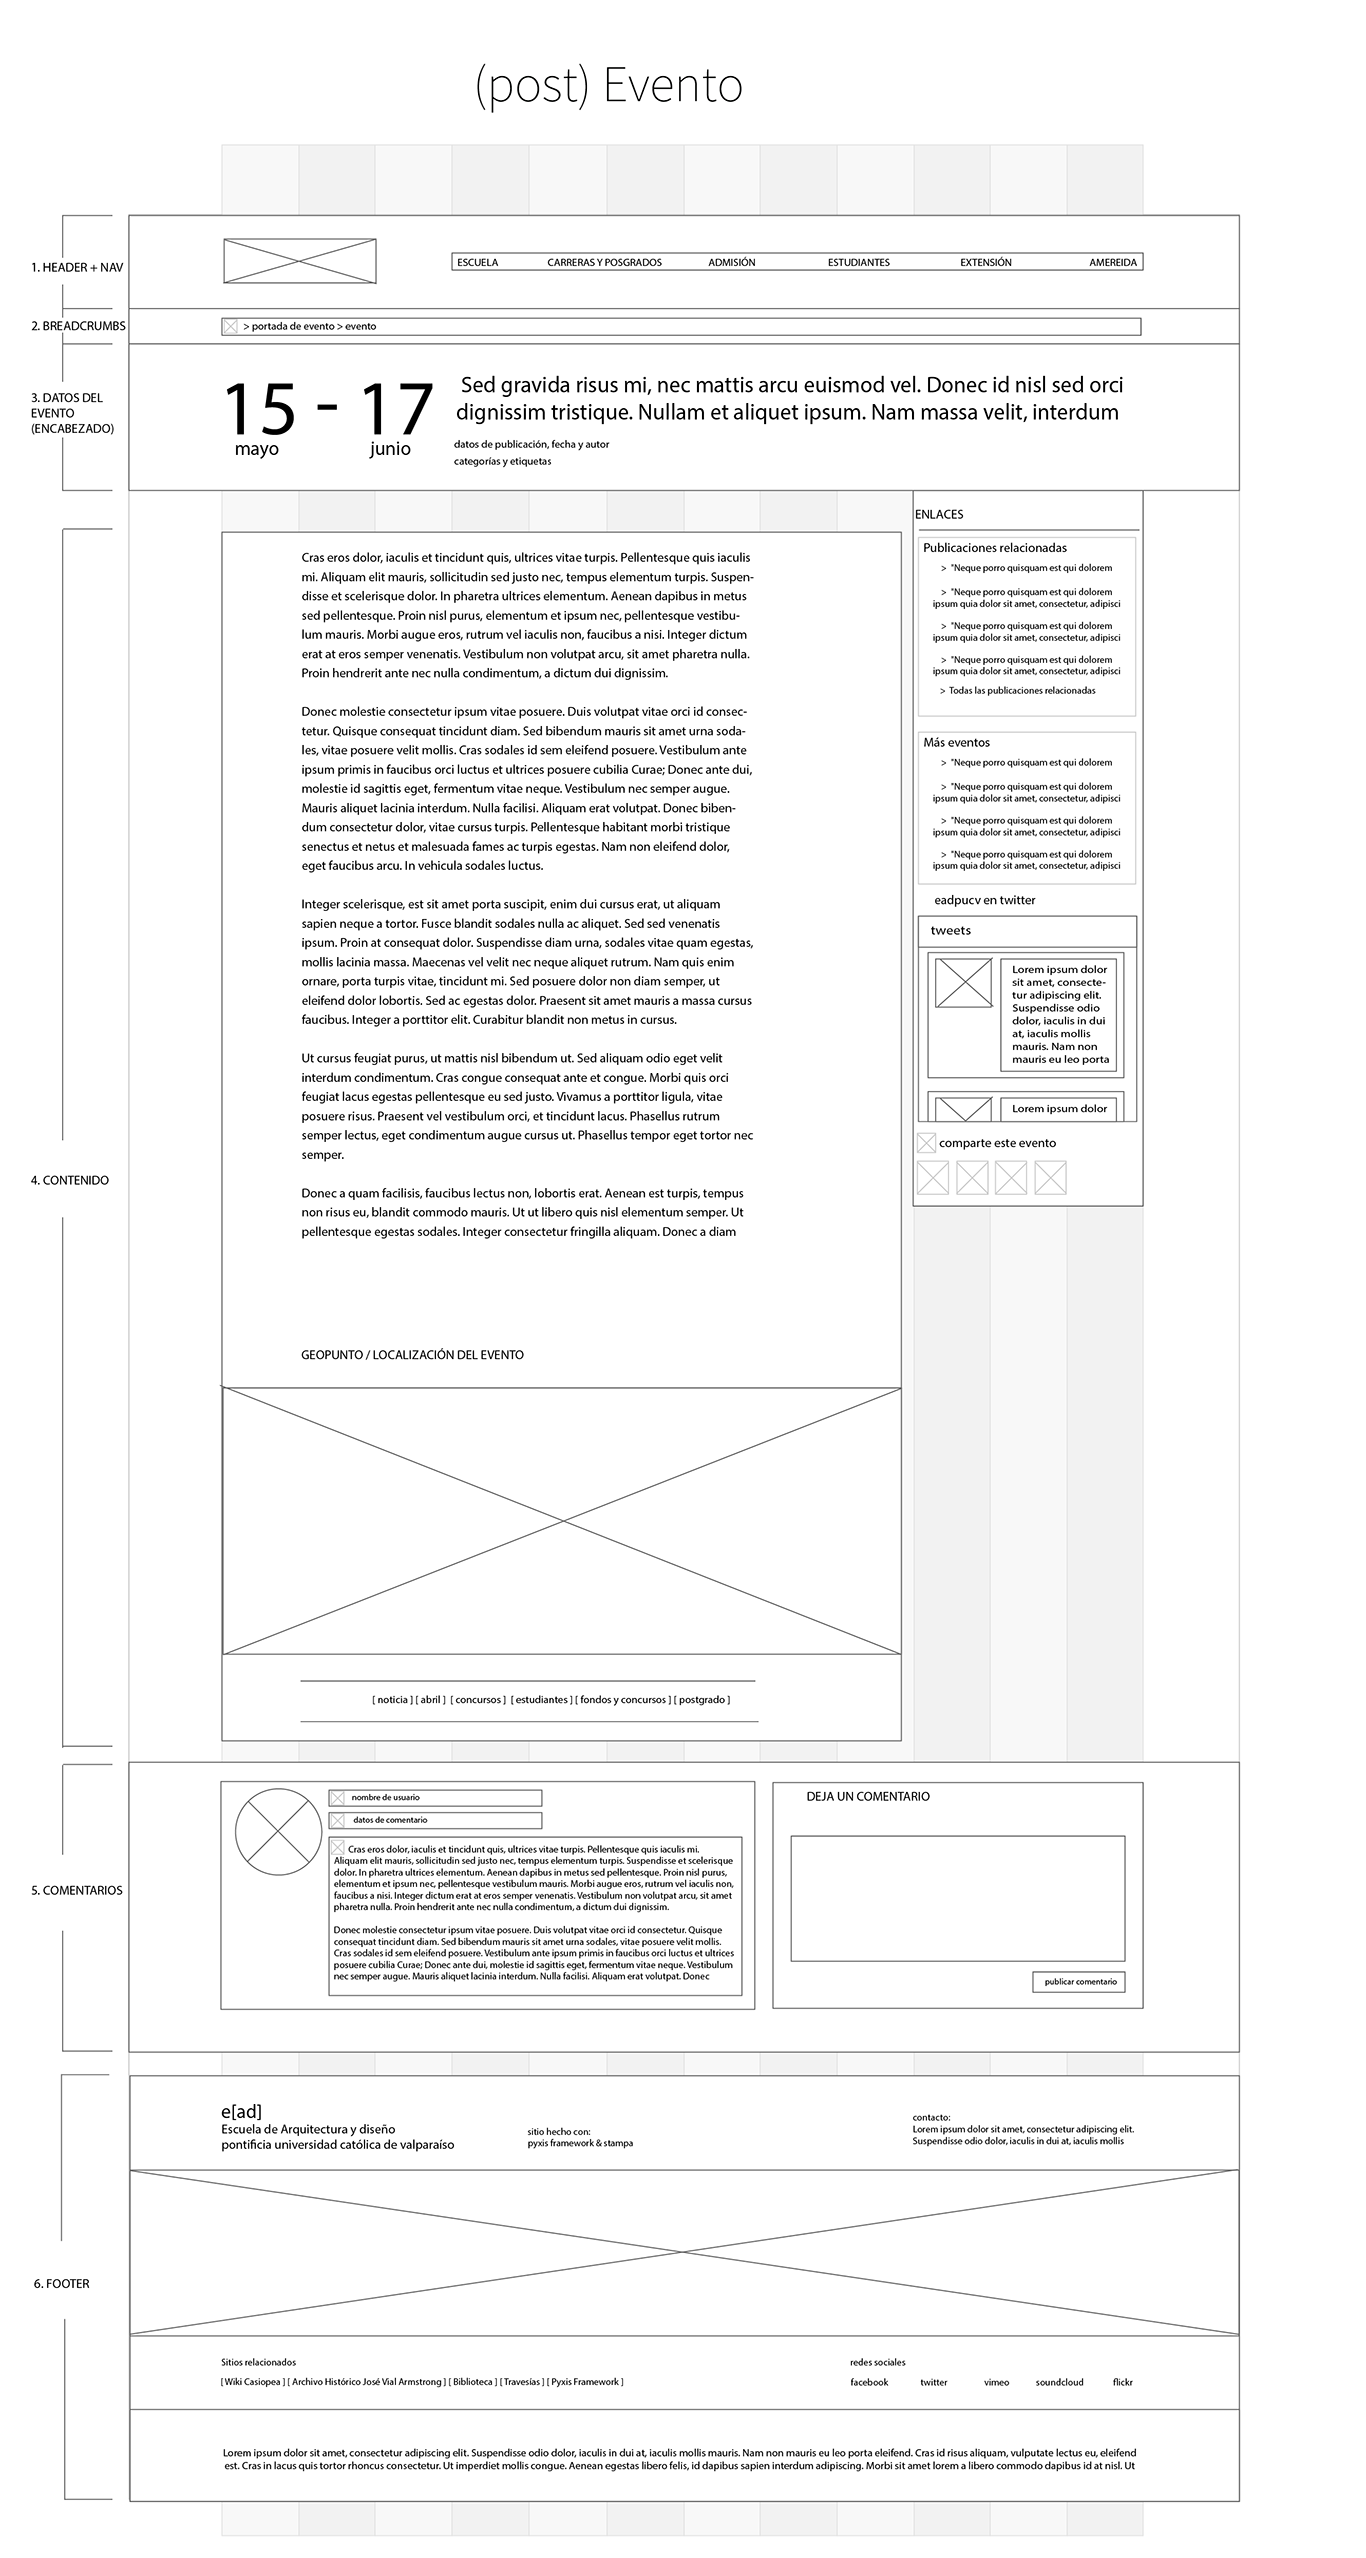 (post) Evento
1. HEADER + NAV
ESCUELA CARRERAS Y POSGRADOS ADMISIÓN ESTUDIANTES EXTENSIÓN AMEREIDA
2. BREADCRUMBS
> portada de evento > evento
3. DATOS DEL
EVENTO
(ENCABEZADO)
15 - 17
mayo junio
Sed gravida risus mi, nec mattis arcu euismod vel. Donec id nisl sed orci
dignissim tristique. Nullam et aliquet ipsum. Nam massa velit, interdum
datos de publicación, fecha y autor
categorías y etiquetas
4. CONTENIDO
Cras eros dolor, iaculis et tincidunt quis, ultrices vitae turpis. Pellentesque quis iaculis
mi. Aliquam elit mauris, sollicitudin sed justo nec, tempus elementum turpis. Suspen-
disse et scelerisque dolor. In pharetra ultrices elementum. Aenean dapibus in metus
sed pellentesque. Proin nisl purus, elementum et ipsum nec, pellentesque vestibu-
lum mauris. Morbi augue eros, rutrum vel iaculis non, faucibus a nisi. Integer dictum
erat at eros semper venenatis. Vestibulum non volutpat arcu, sit amet pharetra nulla.
Proin hendrerit ante nec nulla condimentum, a dictum dui dignissim.
Donec molestie consectetur ipsum vitae posuere. Duis volutpat vitae orci id consec-
tetur. Quisque consequat tincidunt diam. Sed bibendum mauris sit amet urna soda-
les, vitae posuere velit mollis. Cras sodales id sem eleifend posuere. Vestibulum ante
ipsum primis in faucibus orci luctus et ultrices posuere cubilia Curae; Donec ante dui,
molestie id sagittis eget, fermentum vitae neque. Vestibulum nec semper augue.
Mauris aliquet lacinia interdum. Nulla facilisi. Aliquam erat volutpat. Donec biben-
dum consectetur dolor, vitae cursus turpis. Pellentesque habitant morbi tristique
senectus et netus et malesuada fames ac turpis egestas. Nam non eleifend dolor,
eget faucibus arcu. In vehicula sodales luctus.
Integer scelerisque, est sit amet porta suscipit, enim dui cursus erat, ut aliquam
sapien neque a tortor. Fusce blandit sodales nulla ac aliquet. Sed sed venenatis
ipsum. Proin at consequat dolor. Suspendisse diam urna, sodales vitae quam egestas,
mollis lacinia massa. Maecenas vel velit nec neque aliquet rutrum. Nam quis enim
ornare, porta turpis vitae, tincidunt mi. Sed posuere dolor non diam semper, ut
eleifend dolor lobortis. Sed ac egestas dolor. Praesent sit amet mauris a massa cursus
faucibus. Integer a porttitor elit. Curabitur blandit non metus in cursus.
Ut cursus feugiat purus, ut mattis nisl bibendum ut. Sed aliquam odio eget velit
interdum condimentum. Cras congue consequat ante et congue. Morbi quis orci
feugiat lacus egestas pellentesque eu sed justo. Vivamus a porttitor ligula, vitae
posuere risus. Praesent vel vestibulum orci, et tincidunt lacus. Phasellus rutrum
semper lectus, eget condimentum augue cursus ut. Phasellus tempor eget tortor nec
semper.
Donec a quam facilisis, faucibus lectus non, lobortis erat. Aenean est turpis, tempus
non risus eu, blandit commodo mauris. Ut ut libero quis nisl elementum semper. Ut
pellentesque egestas sodales. Integer consectetur fringilla aliquam. Donec a diam
GEOPUNTO / LOCALIZACIÓN DEL EVENTO
[ noticia ] [ abril ] [ concursos ] [ estudiantes ] [ fondos y concursos ] [ postgrado ]
ENLACES
Publicaciones relacionadas
> "Neque porro quisquam est qui dolorem
> "Neque porro quisquam est qui dolorem
ipsum quia dolor sit amet, consectetur, adipisci
> "Neque porro quisquam est qui dolorem
ipsum quia dolor sit amet, consectetur, adipisci
> "Neque porro quisquam est qui dolorem
ipsum quia dolor sit amet, consectetur, adipisci
> Todas las publicaciones relacionadas
Más eventos
> "Neque porro quisquam est qui dolorem
> "Neque porro quisquam est qui dolorem
ipsum quia dolor sit amet, consectetur, adipisci
> "Neque porro quisquam est qui dolorem
ipsum quia dolor sit amet, consectetur, adipisci
> "Neque porro quisquam est qui dolorem
ipsum quia dolor sit amet, consectetur, adipisci
eadpucv en twitter
tweets
Lorem ipsum dolor
sit amet, consecte-
tur adipiscing elit.
Suspendisse odio
dolor, iaculis in dui
at, iaculis mollis
mauris. Nam non
mauris eu leo porta
Lorem ipsum dolor
comparte este evento
5. COMENTARIOS
nombre de usuario
datos de comentario
Cras eros dolor, iaculis et tincidunt quis, ultrices vitae turpis. Pellentesque quis iaculis mi.
Aliquam elit mauris, sollicitudin sed justo nec, tempus elementum turpis. Suspendisse et scelerisque
dolor. In pharetra ultrices elementum. Aenean dapibus in metus sed pellentesque. Proin nisl purus,
elementum et ipsum nec, pellentesque vestibulum mauris. Morbi augue eros, rutrum vel iaculis non,
faucibus a nisi. Integer dictum erat at eros semper venenatis. Vestibulum non volutpat arcu, sit amet
pharetra nulla. Proin hendrerit ante nec nulla condimentum, a dictum dui dignissim.
Donec molestie consectetur ipsum vitae posuere. Duis volutpat vitae orci id consectetur. Quisque
consequat tincidunt diam. Sed bibendum mauris sit amet urna sodales, vitae posuere velit mollis.
Cras sodales id sem eleifend posuere. Vestibulum ante ipsum primis in faucibus orci luctus et ultrices
posuere cubilia Curae; Donec ante dui, molestie id sagittis eget, fermentum vitae neque. Vestibulum
nec semper augue. Mauris aliquet lacinia interdum. Nulla facilisi. Aliquam erat volutpat. Donec
DEJA UN COMENTARIO
publicar comentario
6. FOOTER
e[ad]
Escuela de Arquitectura y diseño
pontificia universidad católica de valparaíso
sitio hecho con:
pyxis framework & stampa
contacto:
Lorem ipsum dolor sit amet, consectetur adipiscing elit.
Suspendisse odio dolor, iaculis in dui at, iaculis mollis
Sitios relacionados
[ Wiki Casiopea ] [ Archivo Histórico José Vial Armstrong ] [ Biblioteca ] [ Travesías ] [ Pyxis Framework ]
redes sociales
facebook twitter vimeo soundcloud flickr
Lorem ipsum dolor sit amet, consectetur adipiscing elit. Suspendisse odio dolor, iaculis in dui at, iaculis mollis mauris. Nam non mauris eu leo porta eleifend. Cras id risus aliquam, vulputate lectus eu, eleifend
est. Cras in lacus quis tortor rhoncus consectetur. Ut imperdiet mollis congue. Aenean egestas libero felis, id dapibus sapien interdum adipiscing. Morbi sit amet lorem a libero commodo dapibus id at nisl. Ut